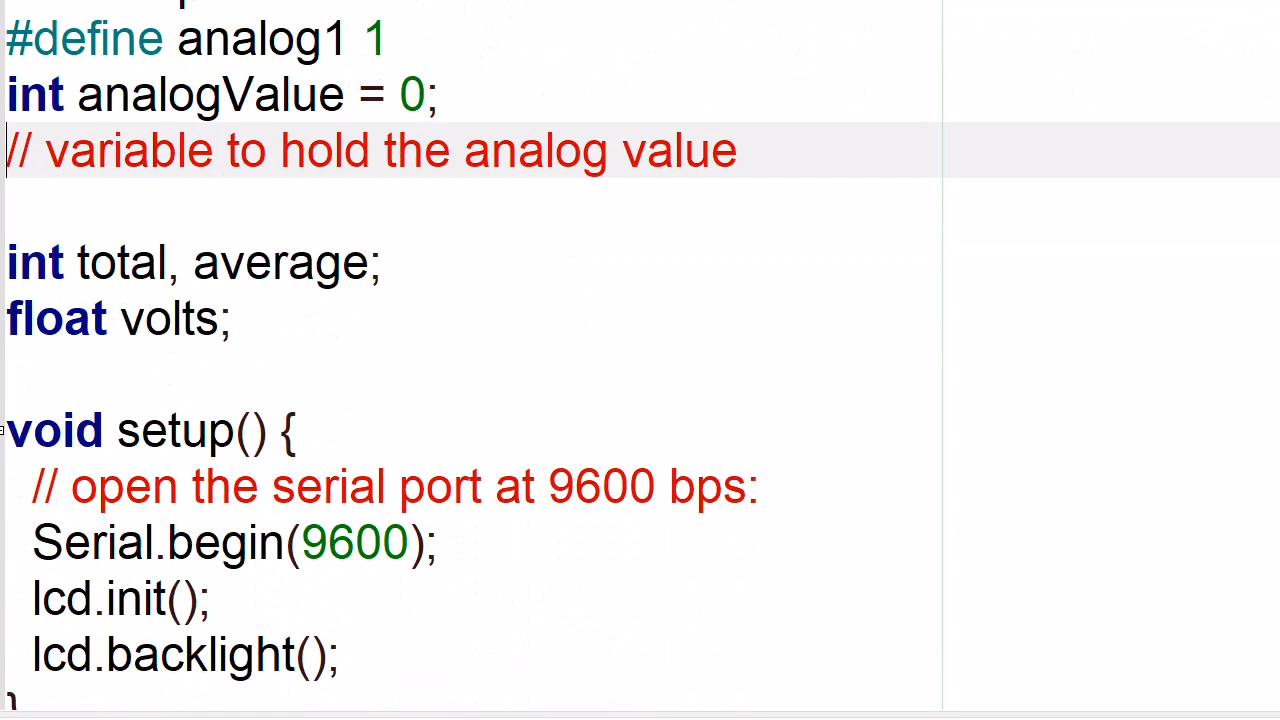 #define analog1 1
int analogValue = 0;
// variable to hold the analog value
int total, average;
float volts;
void setup() {
// open the serial port at 9600 bps:
Serial.begin(9600);
lcd.init();
lcd.backlight();
}